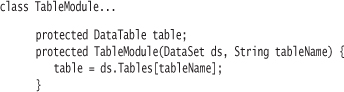 class TableModule...
protected DataTable table;
protected TableModule(DataSet ds, String tableName) {
table = ds.Tables[tableName];
}